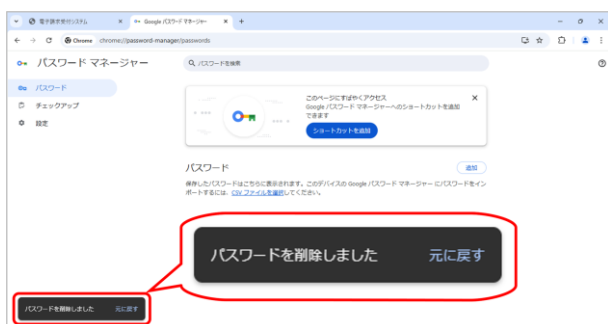 電子請求受付システム
Google パスワード マネージャー
Chrome
chrome://password-manager/passwords
パスワード マネージャー
パスワードを検索
パスワード
チェックアップ
設定
このページにすばやくアクセス
Google パスワード マネージャーへのショートカットを追加
できます
ショートカットを追加
パスワード
追加
保存したパスワードはこちらに表示されます。このデバイスの Google パスワード マネージャー にパスワードをイン
ポートするには、CSV ファイルを選択してください。
パスワードを削除しました 元に戻す
パスワードを削除しました 元に戻す